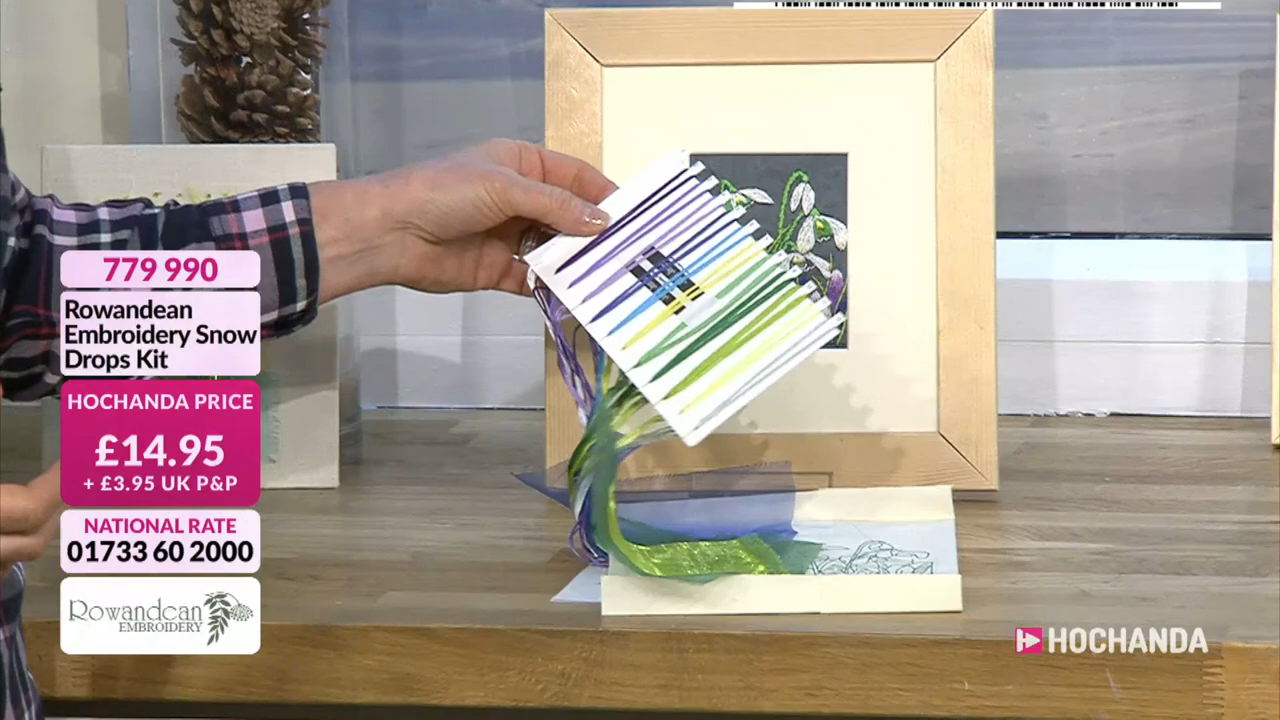 779 990
Rowandean
Embroidery Snow
Drops Kit
HOCHANDA PRICE
£14.95
+ £3.95 UK P&P
NATIONAL RATE
01733 60 2000
Rowandean
EMBROIDERY
HOCHANDA